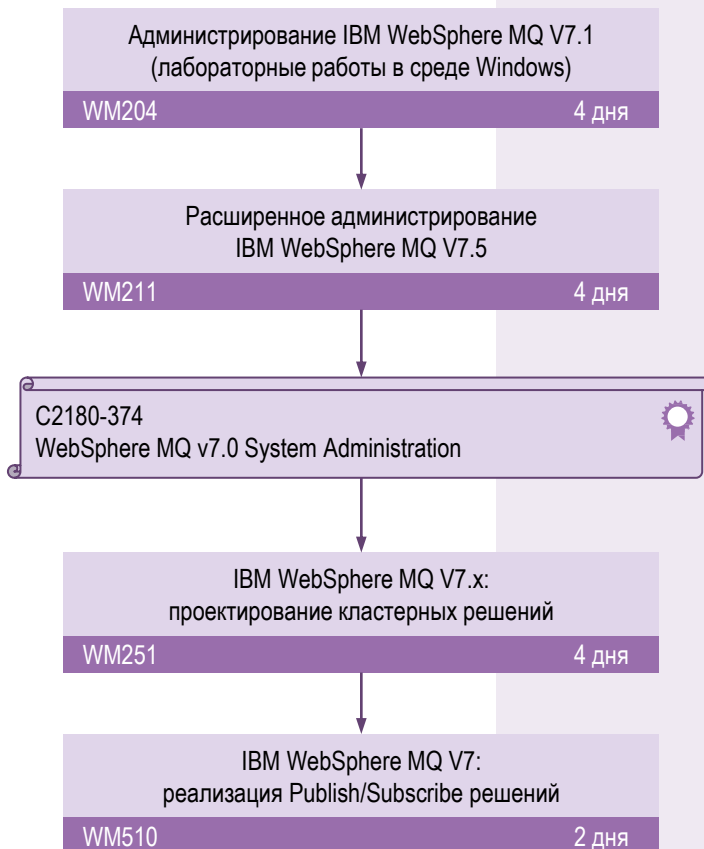 Администрирование IBM WebSphere MQ V7.1
(лабораторные работы в среде Windows)
WM204 4 дня
Расширенное администрирование
IBM WebSphere MQ V7.5
WM211 4 дня
C2180-374
WebSphere MQ v7.0 System Administration
IBM WebSphere MQ V7.x:
проектирование кластерных решений
WM251 4 дня
IBM WebSphere MQ V7:
реализация Publish/Subscribe решений
WM510 2 дня